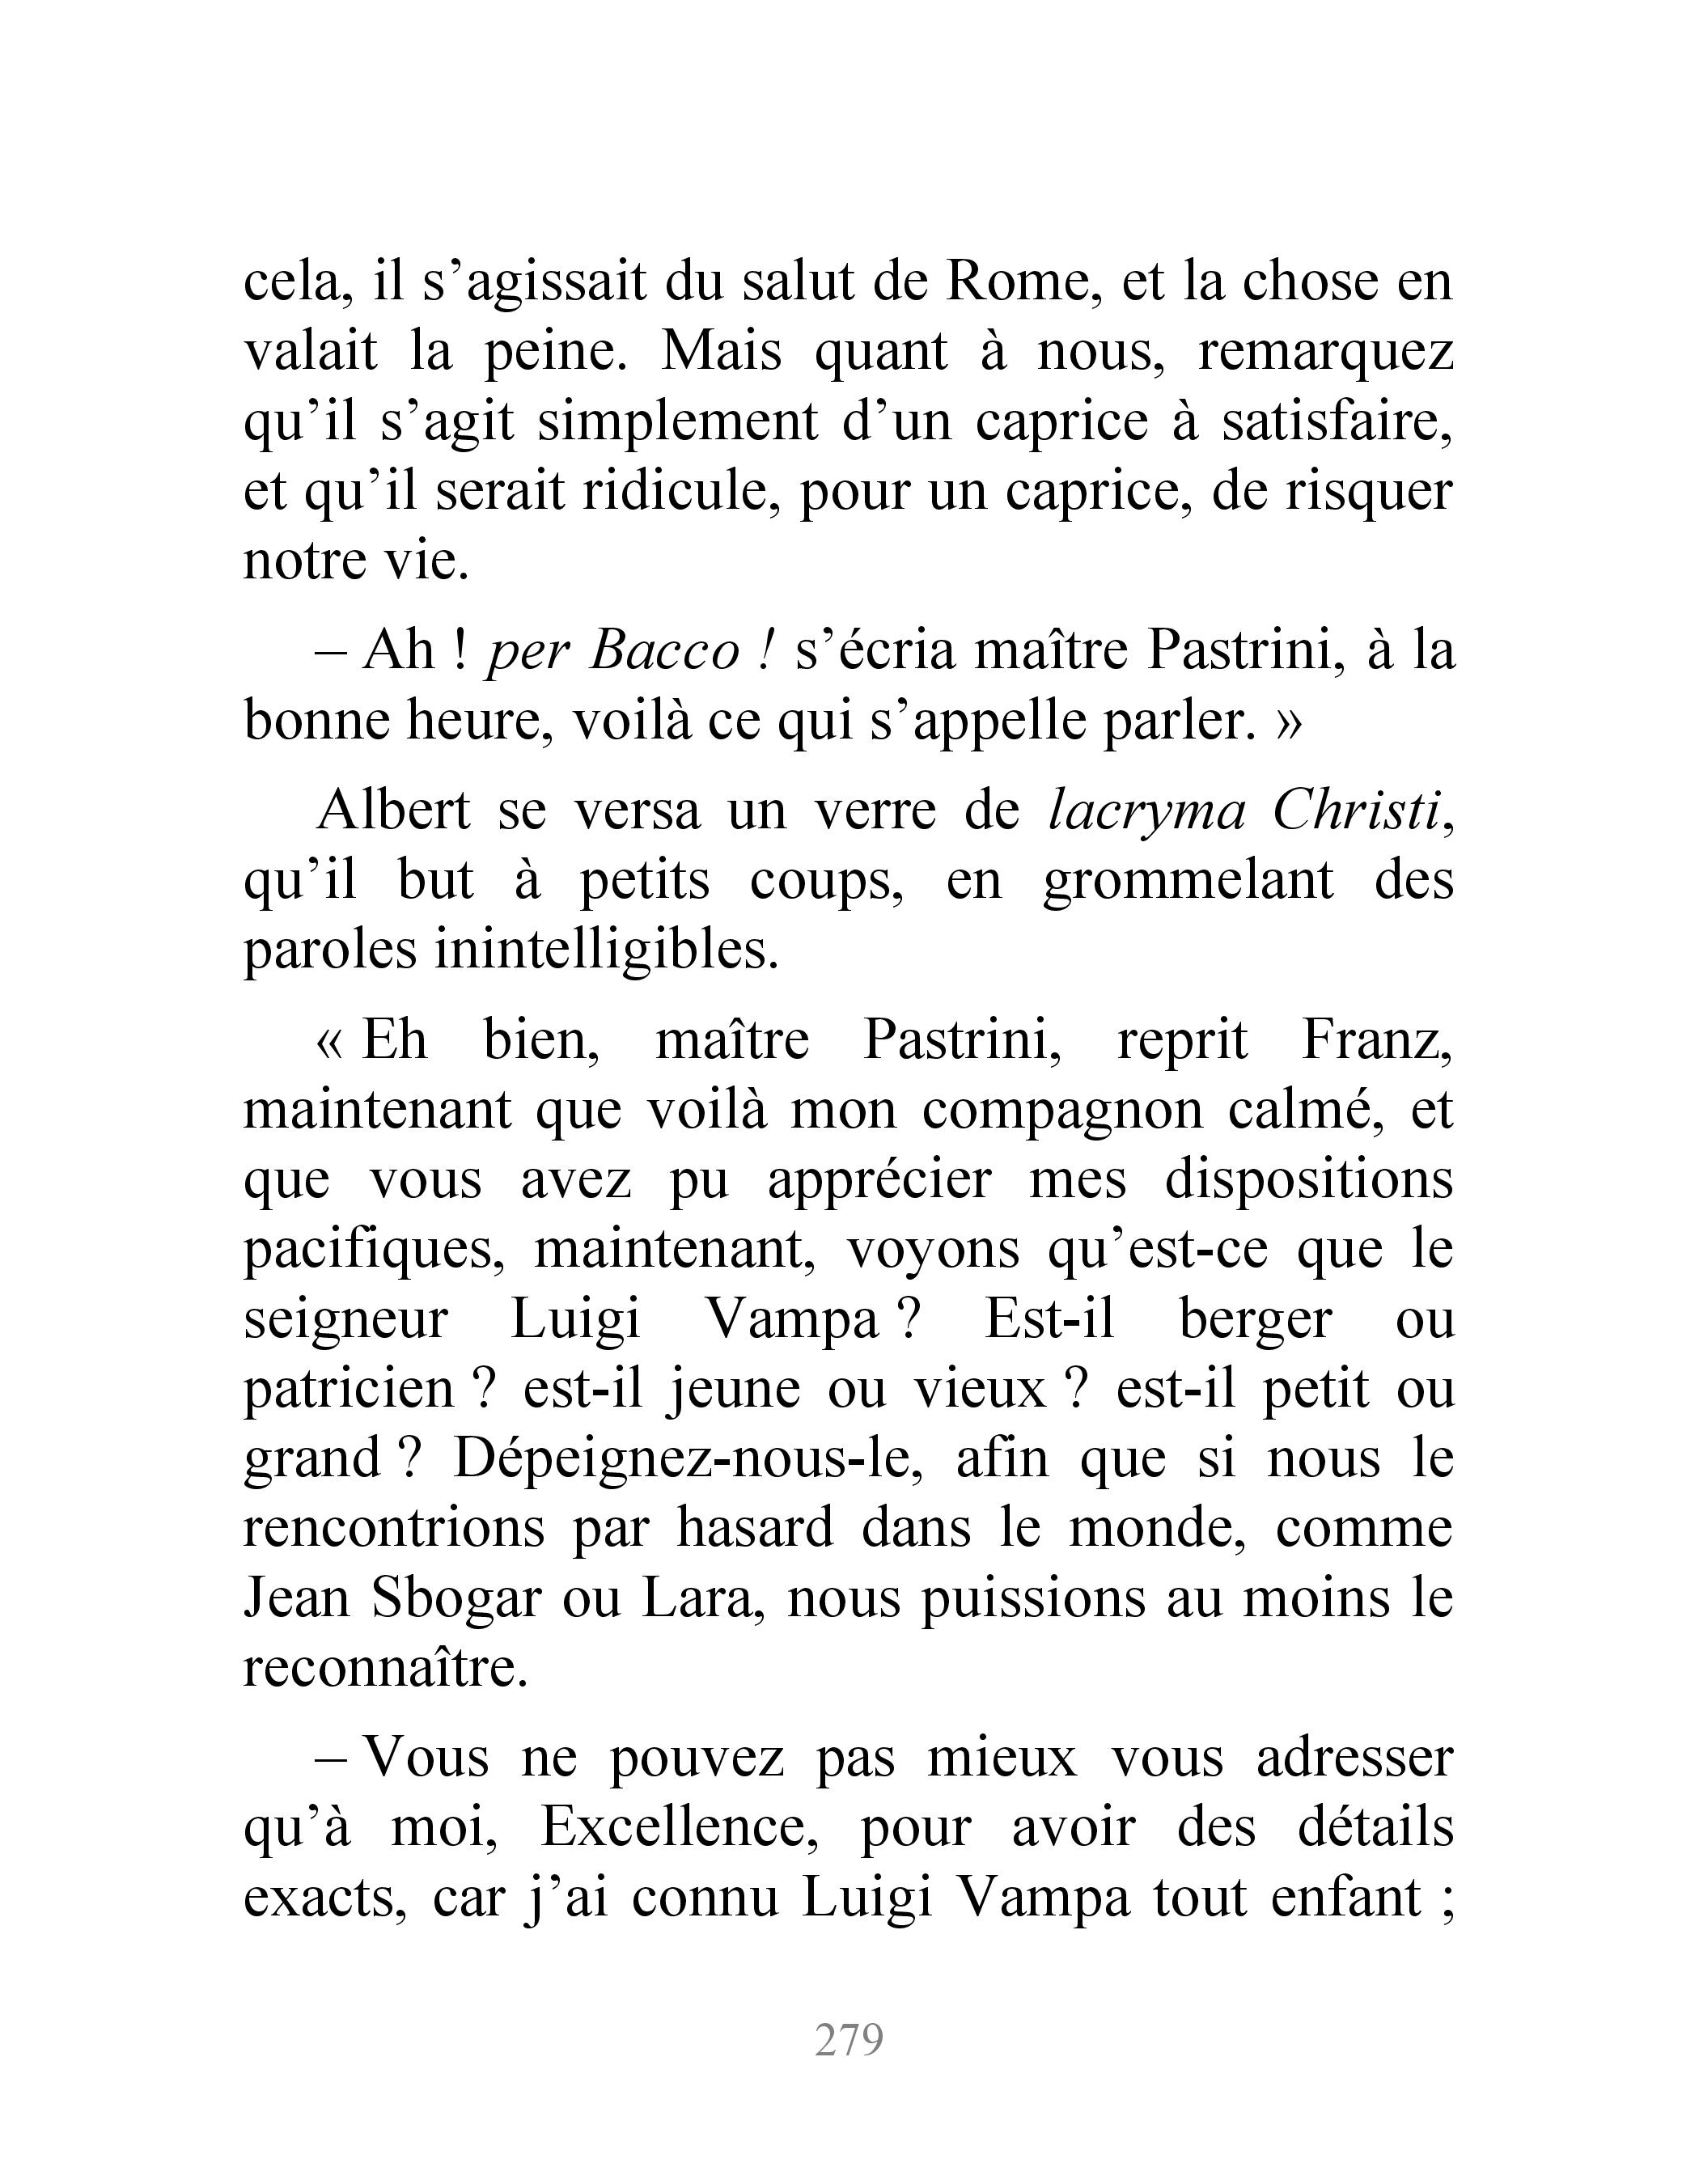 cela, il s’agissait du salut de Rome, et la chose en
valait la peine. Mais quant à nous, remarquez
qu’il s’agit simplement d’un caprice à satisfaire,
et qu’il serait ridicule, pour un caprice, de risquer
notre vie.
– Ah ! per Bacco ! s’écria maître Pastrini, à la
bonne heure, voilà ce qui s’appelle parler. »
Albert se versa un verre de lacryma Christi,
qu’il but à petits coups, en grommelant des
paroles inintelligibles.
« Eh bien, maître Pastrini, reprit Franz,
maintenant que voilà mon compagnon calmé, et
que vous avez pu apprécier mes dispositions
pacifiques, maintenant, voyons qu’est-ce que le
seigneur Luigi Vampa ? Est-il berger ou
patricien ? est-il jeune ou vieux ? est-il petit ou
grand ? Dépeignez-nous-le, afin que si nous le
rencontrions par hasard dans le monde, comme
Jean Sbogar ou Lara, nous puissions au moins le
reconnaître.
– Vous ne pouvez pas mieux vous adresser
qu’à moi, Excellence, pour avoir des détails
exacts, car j’ai connu Luigi Vampa tout enfant ;
279